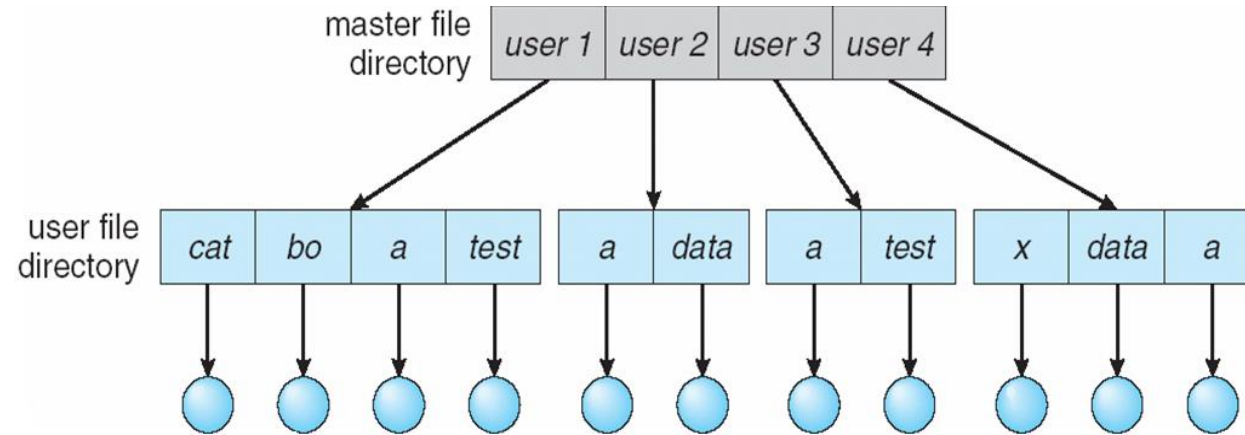 master file
directory
user 1 user 2 user 3 user 4
user file
directory
cat bo a test a data a test x data a